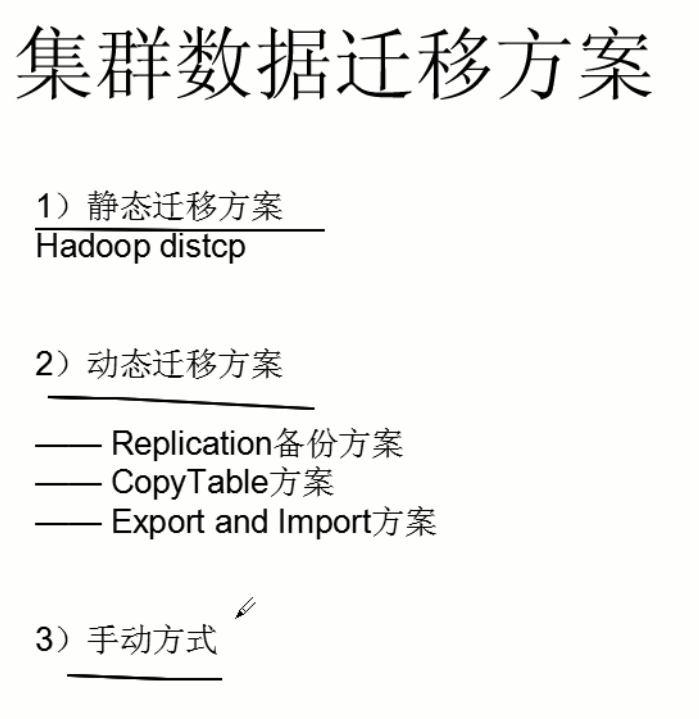 集群数据迁移方案
1）静态迁移方案
Hadoop distcp
2）动态迁移方案
—— Replication备份方案
—— CopyTable方案
—— Export and Import方案
3）手动方式